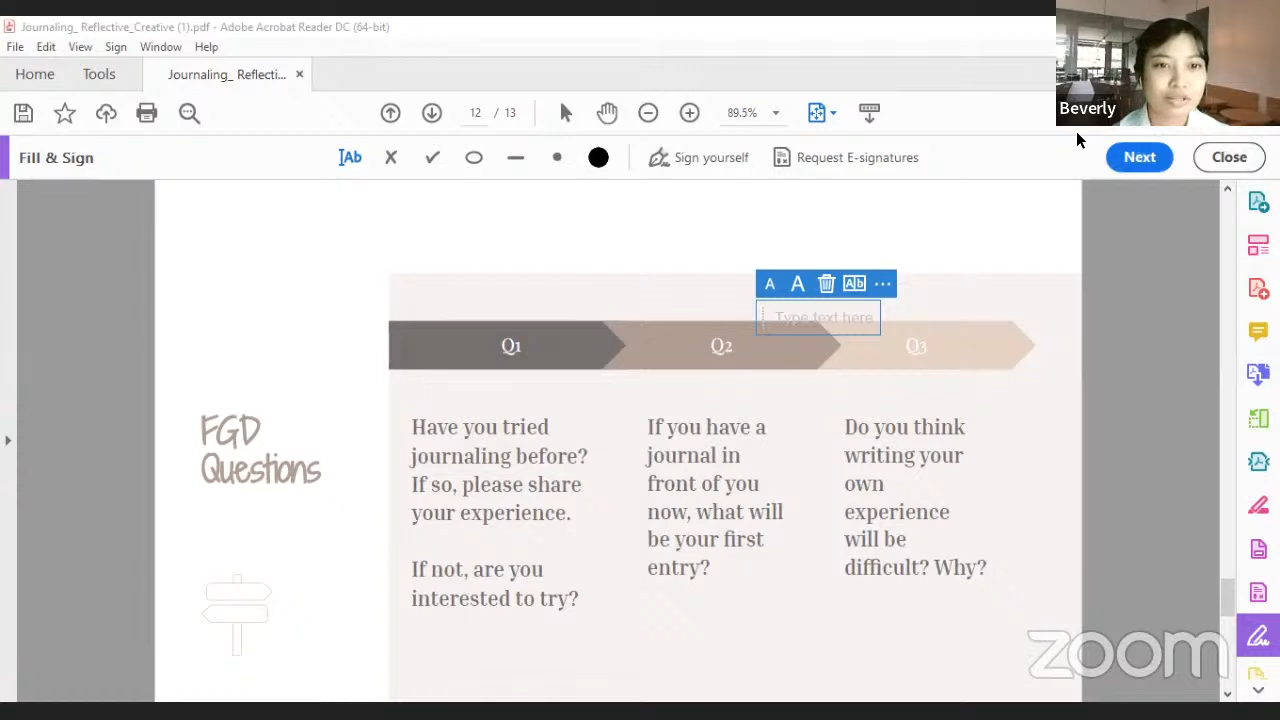 Journaling_ Reflective_Creative (1).pdf - Adobe Acrobat Reader DC (64-bit)
File Edit View Sign Window Help
Home Tools Journaling_ Reflecti... ×
12 / 13 89.5%
Beverly
Fill & Sign Ab Sign yourself Request E-signatures Next Close
A A Ab ...
Type text here
Q1 Q2 Q3
FGD
Questions
Have you tried
journaling before?
If so, please share
your experience.
If not, are you
interested to try?
If you have a
journal in
front of you
now, what will
be your first
entry?
Do you think
writing your
own
experience
will be
difficult? Why?
zoom